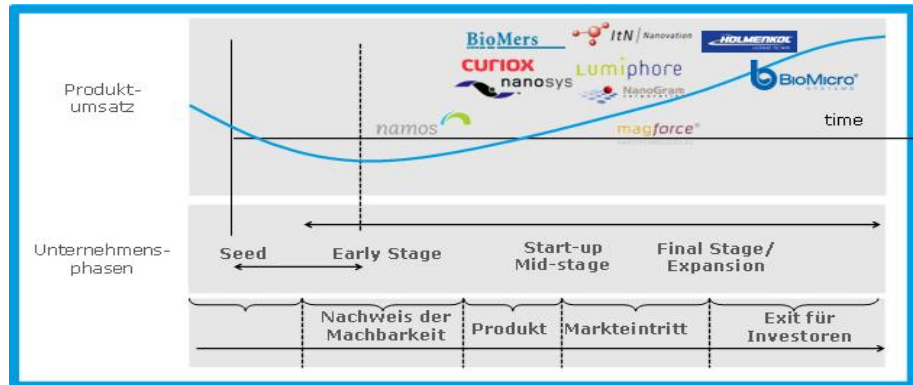 BioMers
ItN | Nanovation
HOLMENKOL
curiox
nanosys
Lumiphore
NanoGram
BioMicro®
SYSTEMS
Produkt-
umsatz
namos
magforce®
time
Unternehmens-
phasen
Seed
Early Stage
Start-up
Mid-stage
Final Stage/
Expansion
Nachweis der
Machbarkeit
Produkt
Markteintritt
Exit für
Investoren